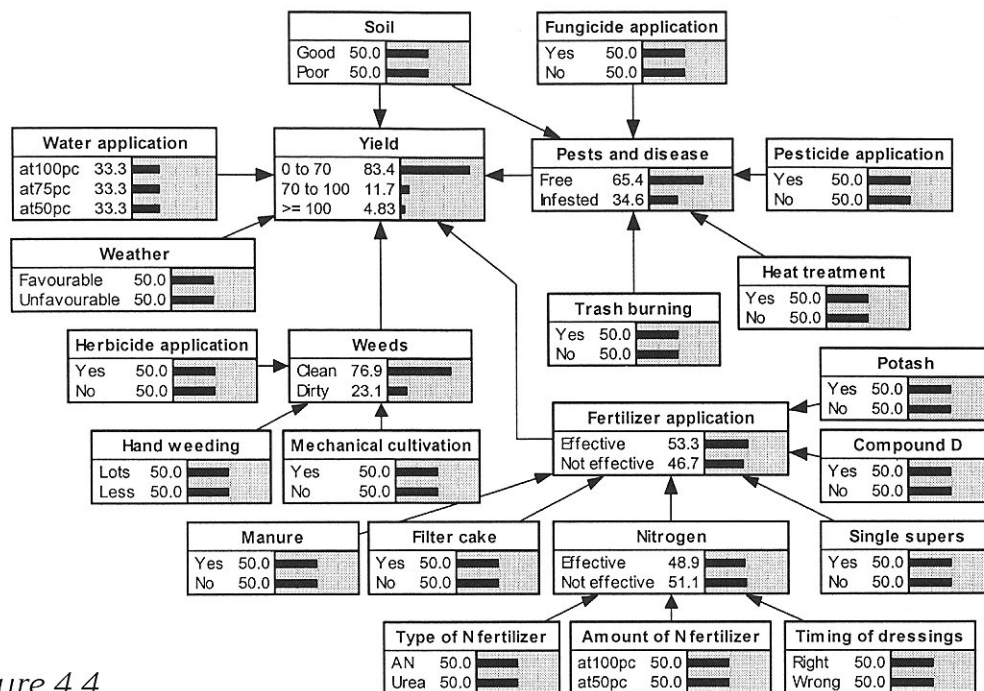 Soil
Good 50.0
Poor 50.0
Fungicide application
Yes 50.0
No 50.0
Water application
at100pc 33.3
at75pc 33.3
at50pc 33.3
Yield
0 to 70 83.4
70 to 100 11.7
>= 100 4.83
Pests and disease
Free 65.4
Infested 34.6
Pesticide application
Yes 50.0
No 50.0
Weather
Favourable 50.0
Unfavourable 50.0
Heat treatment
Yes 50.0
No 50.0
Trash burning
Yes 50.0
No 50.0
Herbicide application
Yes 50.0
No 50.0
Weeds
Clean 76.9
Dirty 23.1
Potash
Yes 50.0
No 50.0
Hand weeding
Lots 50.0
Less 50.0
Mechanical cultivation
Yes 50.0
No 50.0
Fertilizer application
Effective 53.3
Not effective 46.7
Compound D
Yes 50.0
No 50.0
Manure
Yes 50.0
No 50.0
Filter cake
Yes 50.0
No 50.0
Nitrogen
Effective 48.9
Not effective 51.1
Single supers
Yes 50.0
No 50.0
Type of N fertilizer
AN 50.0
Urea 50.0
Amount of N fertilizer
at100pc 50.0
at50pc 50.0
Timing of dressings
Right 50.0
Wrong 50.0
ure 4.4